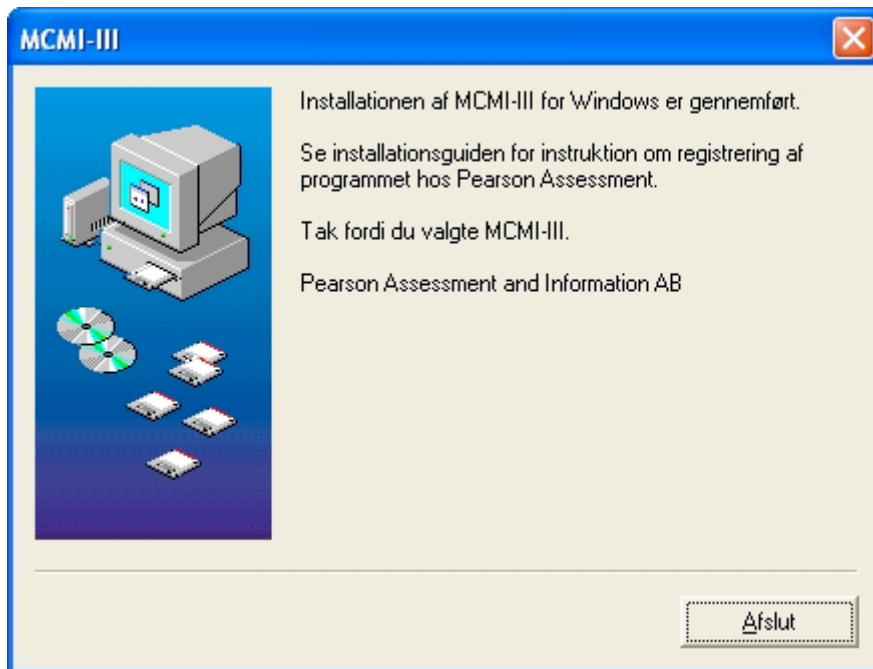 MCMI-III
Installationen af MCMI-III for Windows er gennemført.
Se installationsguiden for instruktion om registrering af
programmet hos Pearson Assessment.
Tak fordi du valgte MCMI-III.
Pearson Assessment and Information AB
Afslut